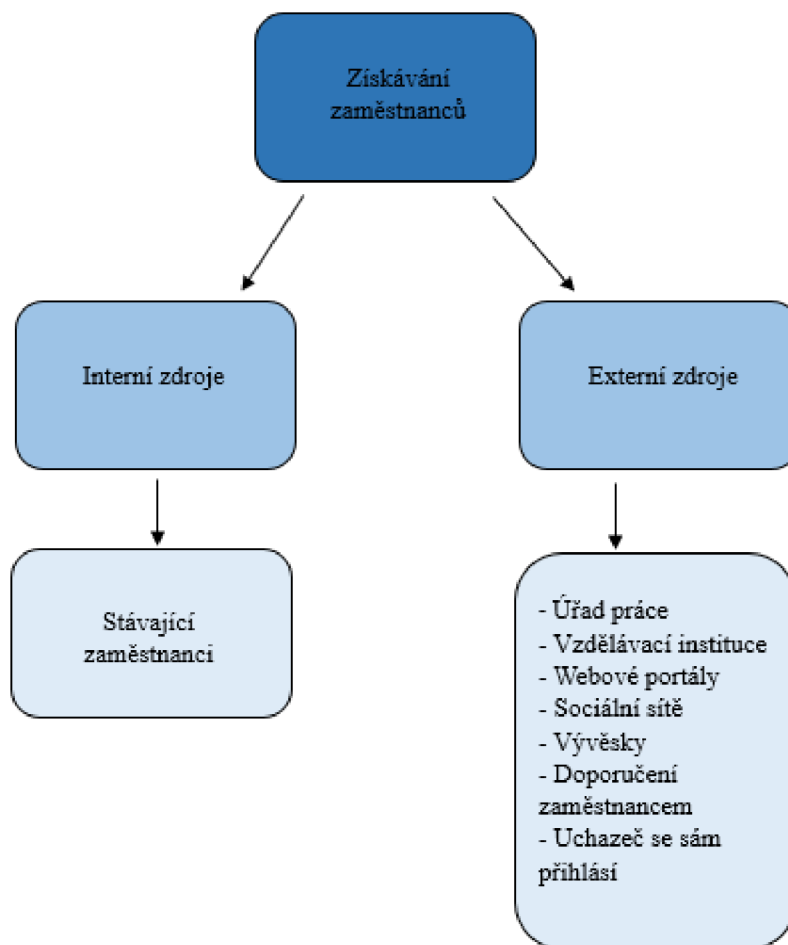 Získávání
zaměstnanců
Interní zdroje
Externí zdroje
Stávající
zaměstnanci
- Úřad práce
- Vzdělávací instituce
- Webové portály
- Sociální sítě
- Vývěsky
- Doporučení
zaměstnancem
- Uchazeč se sám
přihlásí